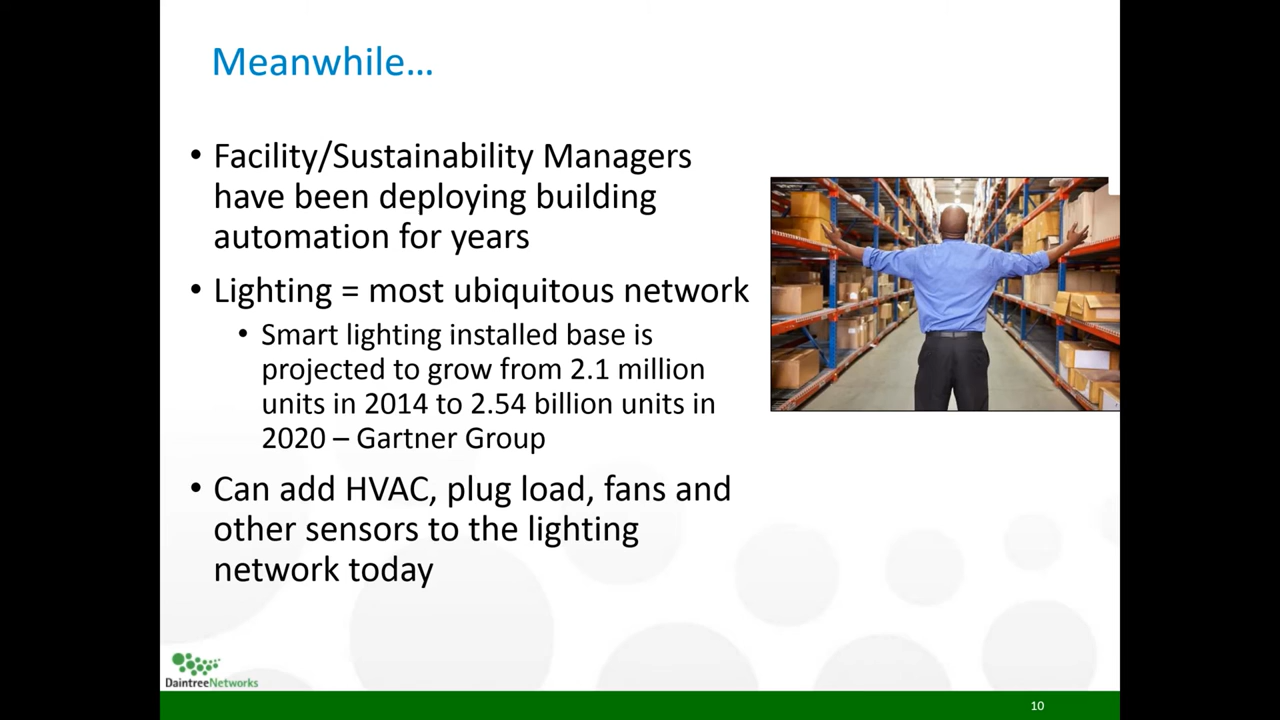 Meanwhile…
• Facility/Sustainability Managers
have been deploying building
automation for years
• Lighting = most ubiquitous network
• Smart lighting installed base is
projected to grow from 2.1 million
units in 2014 to 2.54 billion units in
2020 – Gartner Group
• Can add HVAC, plug load, fans and
other sensors to the lighting
network today
DaintreeNetworks
10